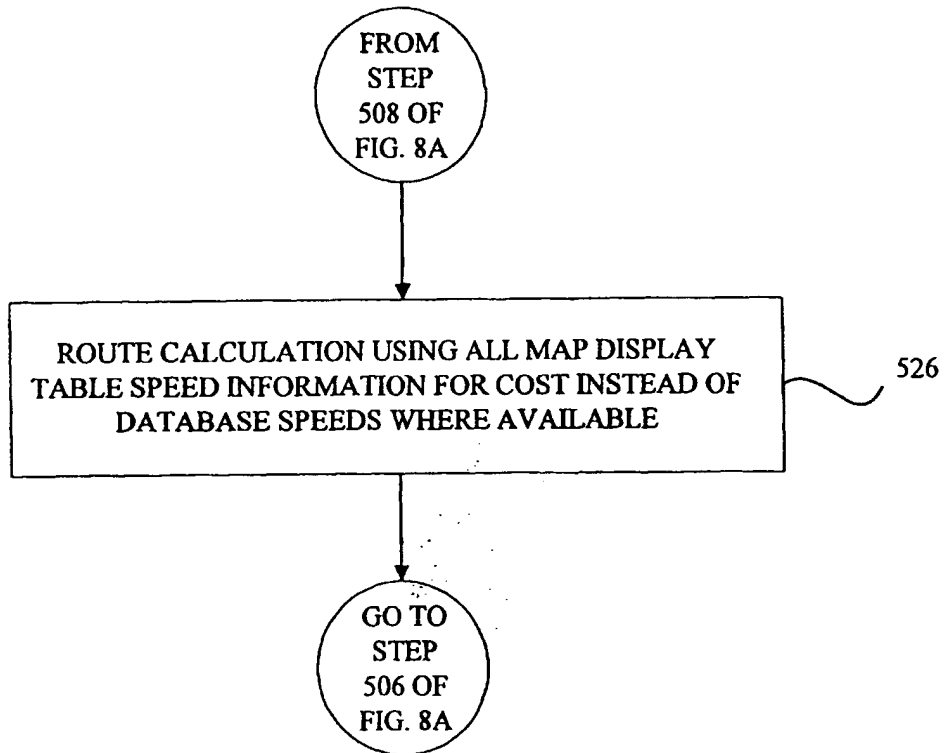 FROM
STEP
508 OF
FIG. 8A
ROUTE CALCULATION USING ALL MAP DISPLAY
TABLE SPEED INFORMATION FOR COST INSTEAD OF
DATABASE SPEEDS WHERE AVAILABLE
526
GO TO
STEP
506 OF
FIG. 8A